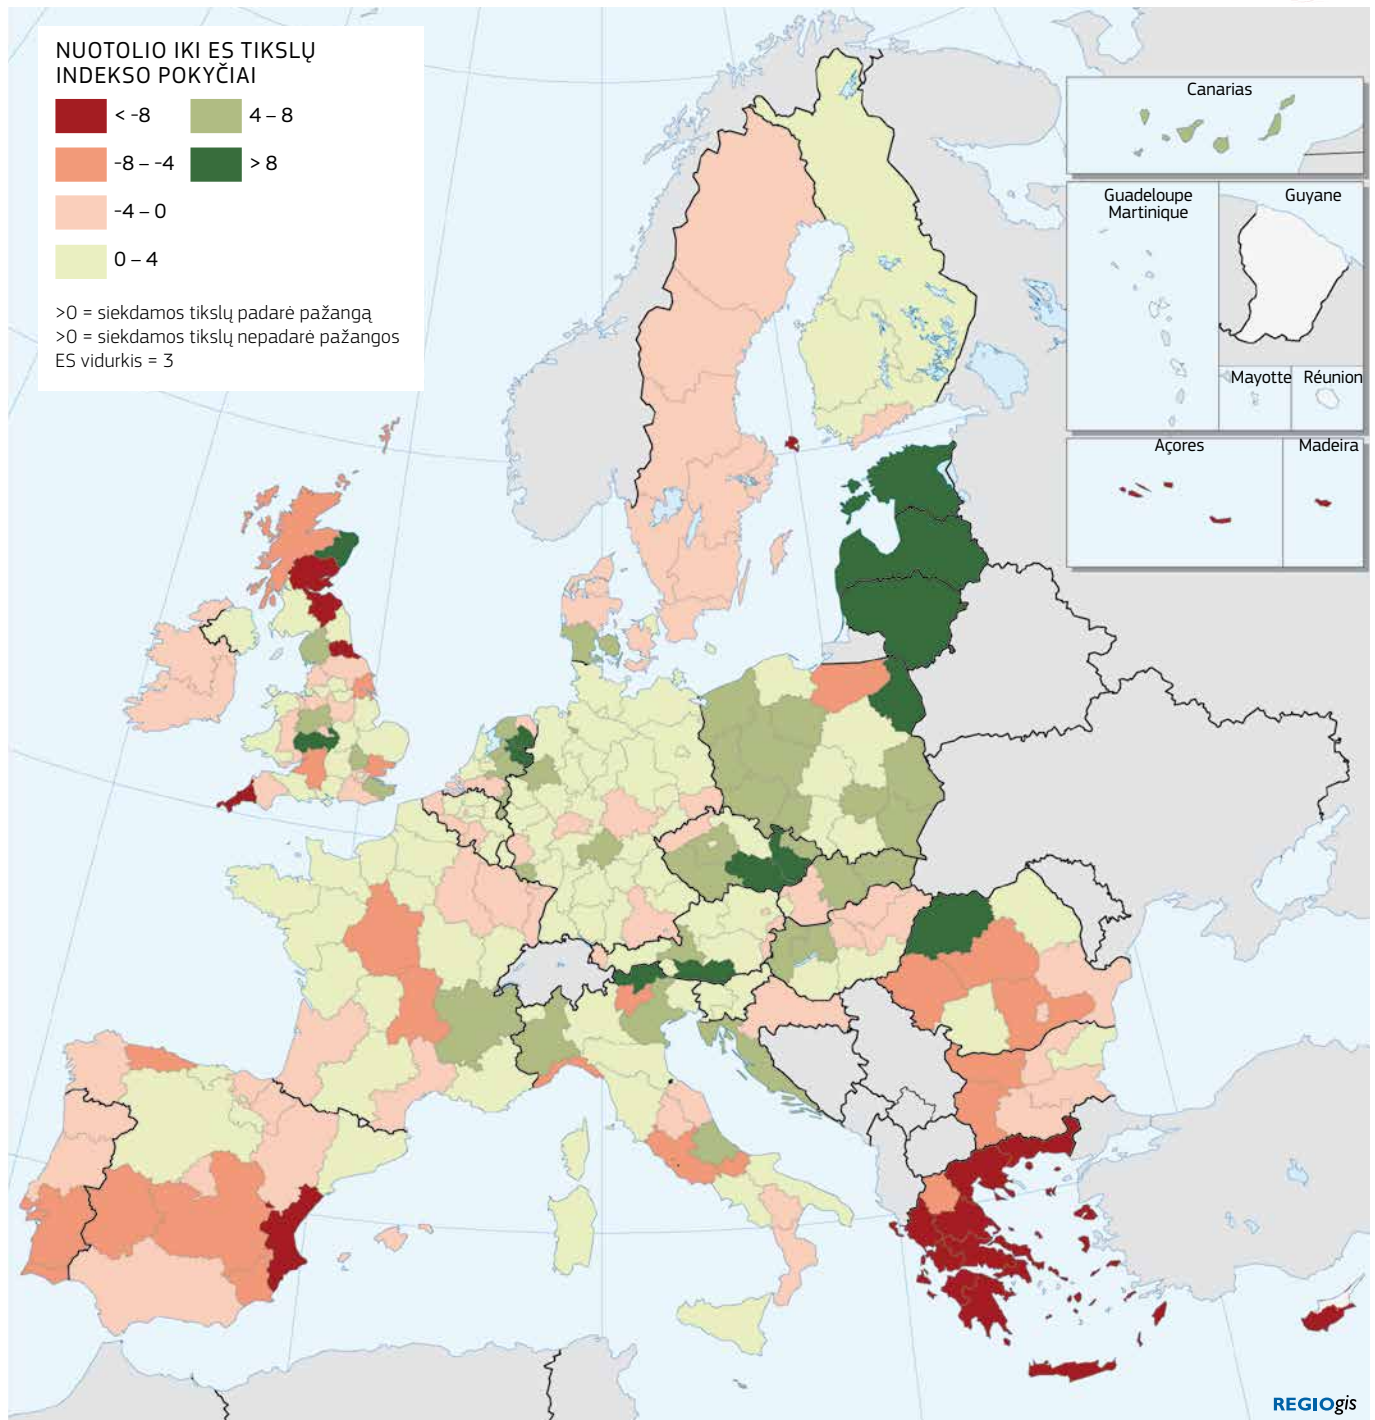 NUOTOLIO IKI ES TIKSLŲ
INDEKSO POKYČIAI
< -8
4 – 8
-8 – -4
> 8
-4 – 0
0 – 4
>0 = siekdamos tikslų padarė pažangą
>0 = siekdamos tikslų nepadarė pažangos
ES vidurkis = 3
Canarias
Guadeloupe
Martinique
Guyane
Mayotte
Réunion
Açores
Madeira
REGIOgis